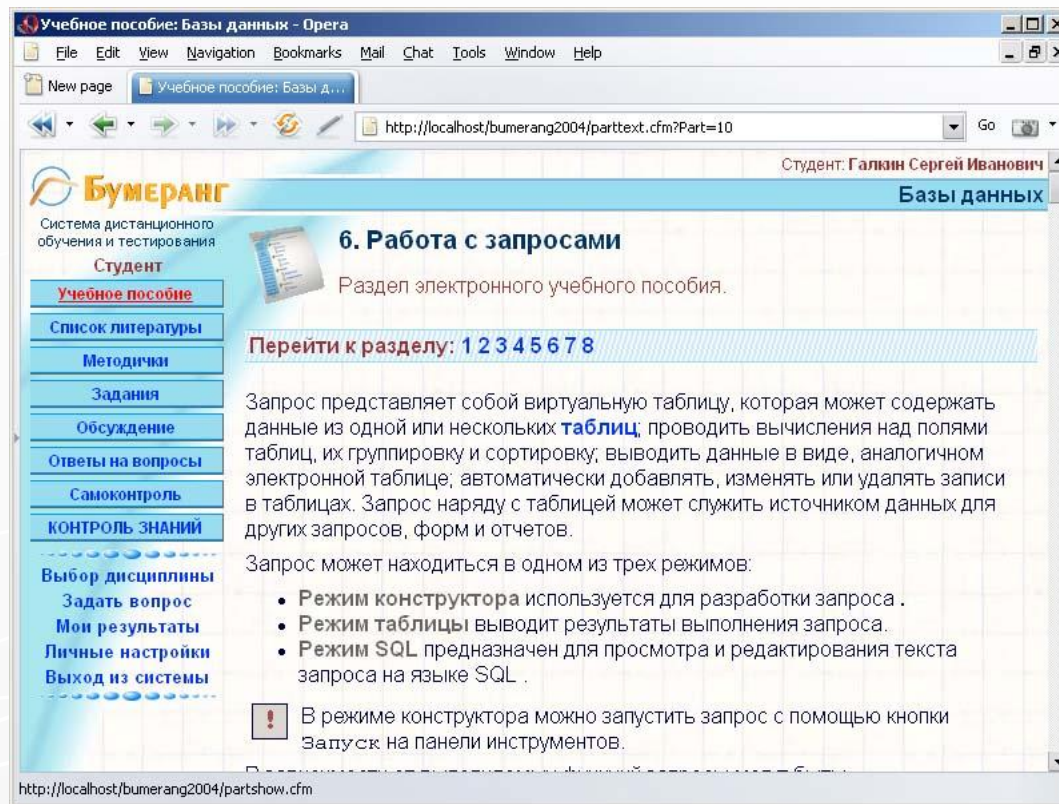 Учебное пособие: Базы данных - Opera
File Edit View Navigation Bookmarks Mail Chat Tools Window Help
New page
Учебное пособие: Базы д...
http://localhost/bumerang2004/parttext.cfm?Part=10
Go
Студент: Галкин Сергей Иванович
Бумеранг
Базы данных
Система дистанционного
обучения и тестирования
Студент
Учебное пособие
Список литературы
Методички
Задания
Обсуждение
Ответы на вопросы
Самоконтроль
КОНТРОЛЬ ЗНАНИЙ
Выбор дисциплины
Задать вопрос
Мои результаты
Личные настройки
Выход из системы
6. Работа с запросами
Раздел электронного учебного пособия.
Перейти к разделу: 1 2 3 4 5 6 7 8
Запрос представляет собой виртуальную таблицу, которая может содержать
данные из одной или нескольких таблиц; проводить вычисления над полями
таблиц, их группировку и сортировку; выводить данные в виде, аналогичном
электронной таблице; автоматически добавлять, изменять или удалять записи
в таблицах. Запрос наряду с таблицей может служить источником данных для
других запросов, форм и отчетов.
Запрос может находиться в одном из трех режимов:
• Режим конструктора используется для разработки запроса .
• Режим таблицы выводит результаты выполнения запроса.
• Режим SQL предназначен для просмотра и редактирования текста
запроса на языке SQL .
! В режиме конструктора можно запустить запрос с помощью кнопки
Запуск на панели инструментов.
http://localhost/bumerang2004/partshow.cfm